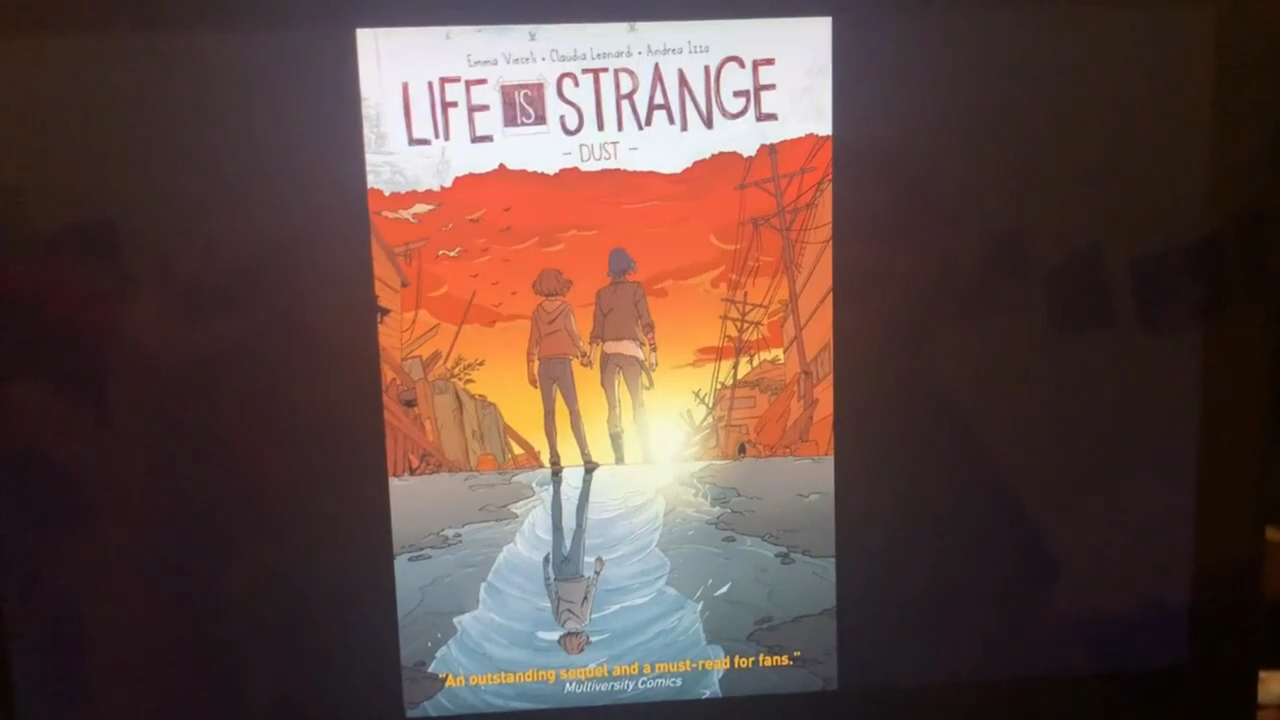 Emma Vieceli • Claudia Leonardi • Andrea Izzo
LIFE IS STRANGE
- DUST -
"An outstanding sequel and a must-read for fans."
Multiversity Comics